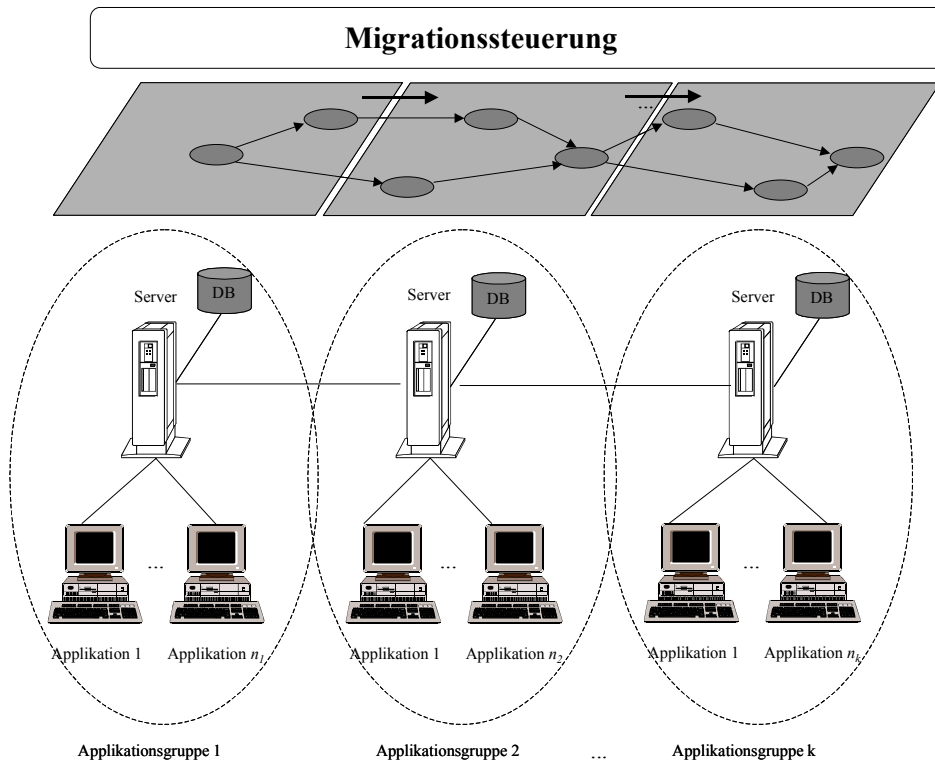 Migrationssteuerung
...
Server DB Server DB Server DB
... ... ...
Applikation 1 Applikation n1 Applikation 1 Applikation n2 Applikation 1 Applikation nk
Applikationsgruppe 1 Applikationsgruppe 2 ... Applikationsgruppe k